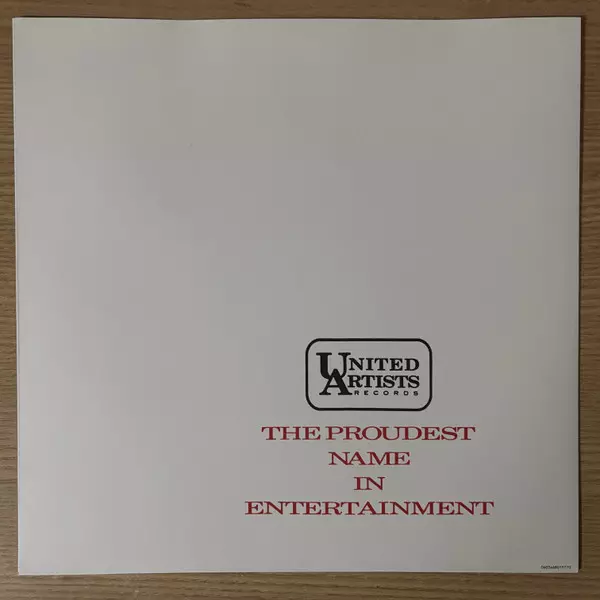 UNITED
ARTISTS
RECORDS
THE PROUDEST
NAME
IN
ENTERTAINMENT